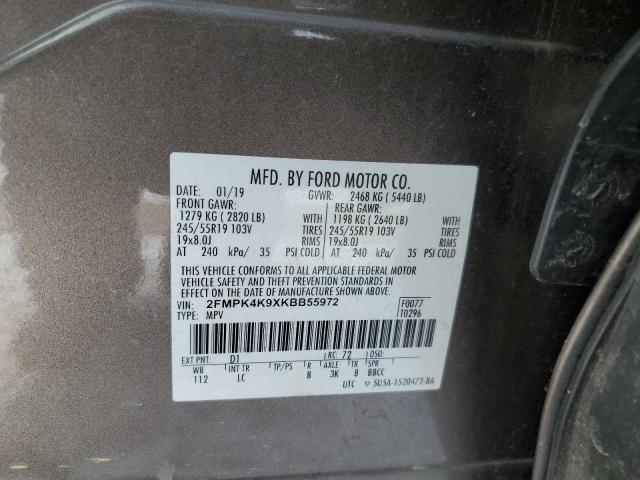 MFD. BY FORD MOTOR CO.
DATE: 01/19 GVWR: 2468 KG ( 5440 LB)
FRONT GAWR: REAR GAWR:
1279 KG ( 2820 LB) WITH 1198 KG ( 2640 LB) WITH
245/55R19 103V TIRES 245/55R19 103V TIRES
19x8.0J RIMS 19x8.0J RIMS
AT 240 kPa/ 35 PSI COLD AT 240 kPa/ 35 PSI COLD
THIS VEHICLE CONFORMS TO ALL APPLICABLE FEDERAL MOTOR
VEHICLE SAFETY AND THEFT PREVENTION STANDARDS IN
EFFECT ON THE DATE OF MANUFACTURE SHOWN ABOVE.
VIN: 2FMPK4K9XKBB55972 F0077
TYPE: MPV T0296
EXT PNT: D1 RC: 72 DSO:
WB INT TR TP/PS R AXLE TR SPR
112 LC B 3K 8 BBCC
UTC 5U5A-1520472-BA